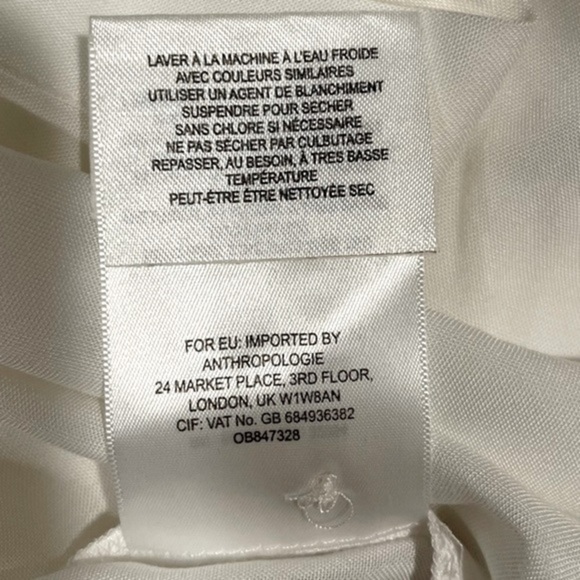 LAVER À LA MACHINE À L'EAU FROIDE
AVEC COULEURS SIMILAIRES
UTILISER UN AGENT DE BLANCHIMENT
SUSPENDRE POUR SECHER
SANS CHLORE SI NÉCESSAIRE
NE PAS SÉCHER PAR CULBUTAGE
REPASSER, AU BESOIN, À TRES BASSE
TEMPÉRATURE
PEUT-ÊTRE ÊTRE NETTOYÉE SEC
FOR EU: IMPORTED BY
ANTHROPOLOGIE
24 MARKET PLACE, 3RD FLOOR,
LONDON, UK W1W8AN
CIF: VAT No. GB 684936382
OB847328